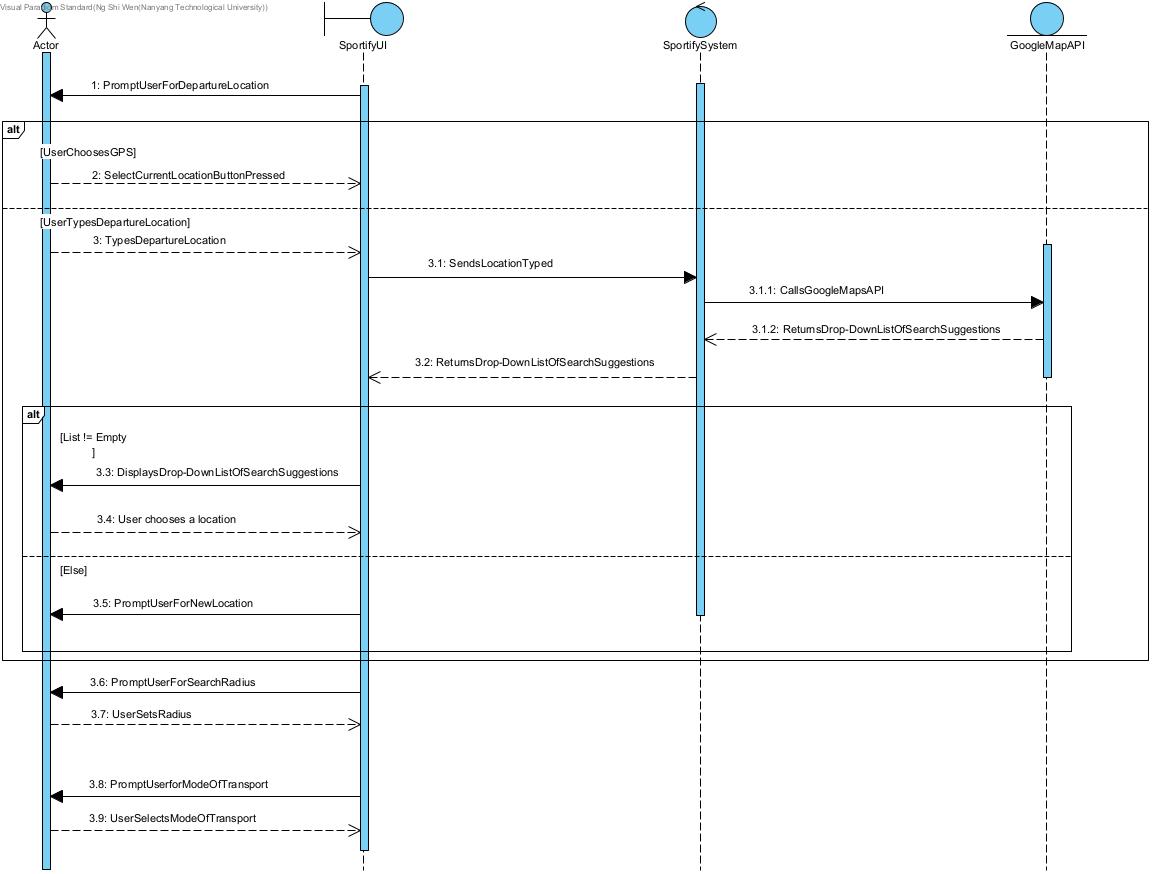 Visual Paradigm Standard(Ng Shi Wen(Nanyang Technological University))
Actor
SportifyUI
SportifySystem
GoogleMapAPI
1: PromptUserForDepartureLocation
alt
[UserChoosesGPS]
2: SelectCurrentLocationButtonPressed
[UserTypesDepartureLocation]
3: TypesDepartureLocation
3.1: SendsLocationTyped
3.1.1: CallsGoogleMapsAPI
3.1.2: ReturnsDrop-DownListOfSearchSuggestions
3.2: ReturnsDrop-DownListOfSearchSuggestions
alt
[List != Empty
]
3.3: DisplaysDrop-DownListOfSearchSuggestions
3.4: User chooses a location
[Else]
3.5: PromptUserForNewLocation
3.6: PromptUserForSearchRadius
3.7: UserSetsRadius
3.8: PromptUserforModeOfTransport
3.9: UserSelectsModeOfTransport